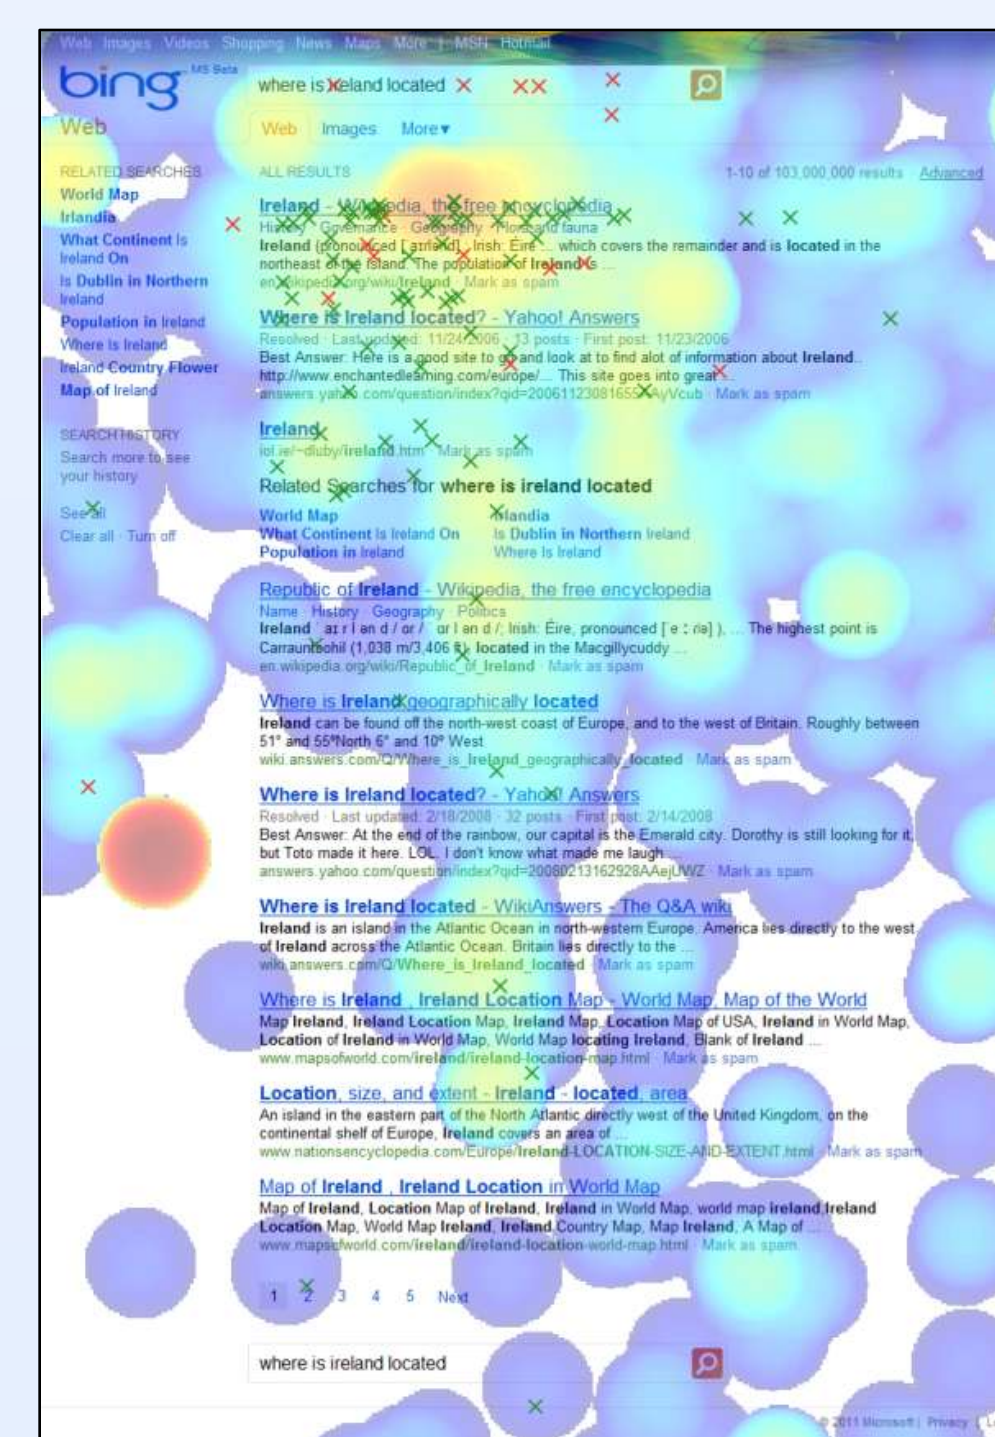 Web Images Videos Shopping News Maps More | MSN Hotmail
bing MS Beta
where is ireland located
Web
Web Images More ▾
RELATED SEARCHES
World Map
Irlandia
What Continent Is
Ireland On
Is Dublin in Northern
Ireland
Population in Ireland
Where Is Ireland
Ireland Country Flower
Map of Ireland
SEARCH HISTORY
Search more to see
your history
See all
Clear all · Turn off
ALL RESULTS
1-10 of 103,000,000 results · Advanced
Ireland - Wikipedia, the free encyclopedia
History · Governance · Geography · Flora and fauna
Ireland (pronounced [ˈaɪrlənd], Irish: Éire ... which covers the remainder and is located in the
northeast of the island. The population of Ireland is ...
en.wikipedia.org/wiki/Ireland · Mark as spam
Where is Ireland located? - Yahoo! Answers
Resolved · Last updated: 11/24/2006 · 13 posts · First post: 11/23/2006
Best Answer: Here is a good site to go and look at to find alot of information about Ireland..
http://www.enchantedlearning.com/europe/... This site goes into great ...
answers.yahoo.com/question/index?qid=20061123081655AAyVcub · Mark as spam
Ireland
iol.ie/~dluby/ireland.htm · Mark as spam
Related Searches for where is ireland located
World Map
Irlandia
What Continent Is Ireland On
Is Dublin in Northern Ireland
Population in Ireland
Where Is Ireland
Republic of Ireland - Wikipedia, the free encyclopedia
Name · History · Geography · Politics
Ireland ˈaɪ r l ən d / or / ˈɑr l ən d /; Irish: Éire, pronounced [ˈe ː rʲə] ), ... The highest point is
Carrauntoohil (1,038 m/3,406 ft), located in the Macgillycuddy ...
en.wikipedia.org/wiki/Republic_of_Ireland · Mark as spam
Where is Ireland geographically located
Ireland can be found off the north-west coast of Europe, and to the west of Britain. Roughly between
51° and 55°North 6° and 10° West
wiki.answers.com/Q/Where_is_Ireland_geographically_located · Mark as spam
Where is Ireland located? - Yahoo! Answers
Resolved · Last updated: 2/18/2008 · 32 posts · First post: 2/14/2008
Best Answer: At the end of the rainbow, our capital is the Emerald city. Dorothy is still looking for it,
but Toto made it here. LOL. I don't know what made me laugh ...
answers.yahoo.com/question/index?qid=20080213162928AAejUWZ · Mark as spam
Where is Ireland located - WikiAnswers - The Q&A wiki
Ireland is an island in the Atlantic Ocean in north-western Europe. America lies directly to the west
of Ireland across the Atlantic Ocean. Britain lies directly to the ...
wiki.answers.com/Q/Where_is_Ireland_located · Mark as spam
Where is Ireland , Ireland Location Map - World Map, Map of the World
Map Ireland, Ireland Location Map, Ireland Map, Location Map of USA, Ireland in World Map,
Location of Ireland in World Map, World Map locating Ireland, Blank of Ireland ...
www.mapsofworld.com/ireland/ireland-location-map.html · Mark as spam
Location, size, and extent - Ireland - located, area
An island in the eastern part of the North Atlantic directly west of the United Kingdom, on the
continental shelf of Europe, Ireland covers an area of ...
www.nationsencyclopedia.com/Europe/Ireland-LOCATION-SIZE-AND-EXTENT.html · Mark as spam
Map of Ireland , Ireland Location in World Map
Map of Ireland, Location Map of Ireland, Ireland in World Map, world map ireland,Ireland
Location Map, World Map Ireland, Ireland Country Map, Map Ireland, A Map of ...
www.mapsofworld.com/ireland/ireland-location-world-map.html · Mark as spam
1 2 3 4 5 Next
where is ireland located
© 2011 Microsoft | Privacy |